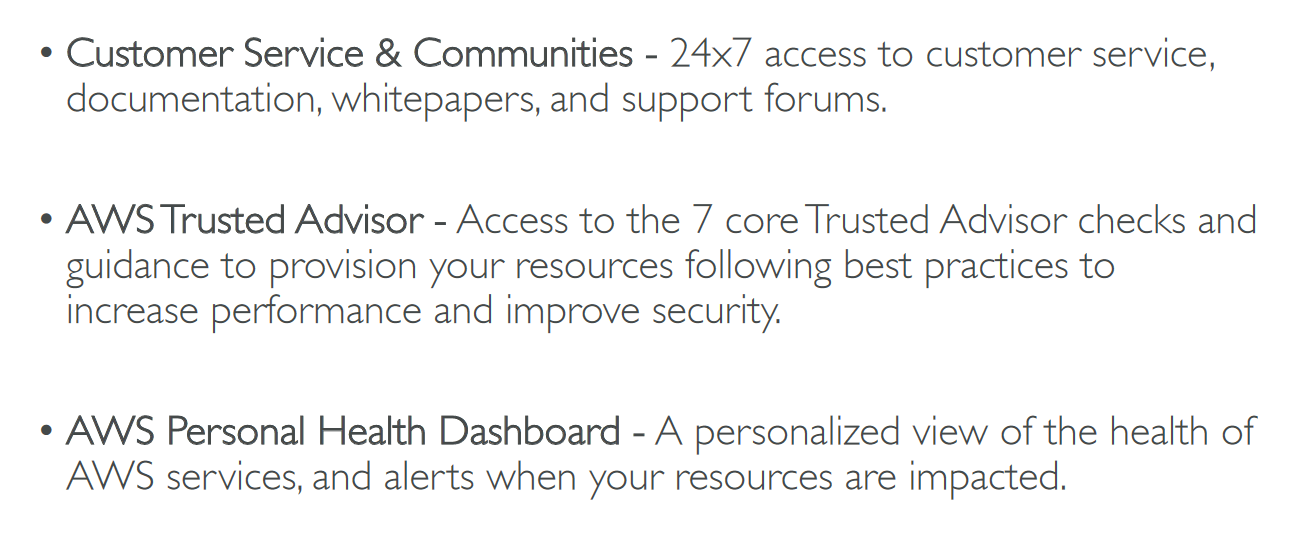 • Customer Service & Communities - 24x7 access to customer service,
documentation, whitepapers, and support forums.
• AWS Trusted Advisor - Access to the 7 core Trusted Advisor checks and
guidance to provision your resources following best practices to
increase performance and improve security.
• AWS Personal Health Dashboard - A personalized view of the health of
AWS services, and alerts when your resources are impacted.